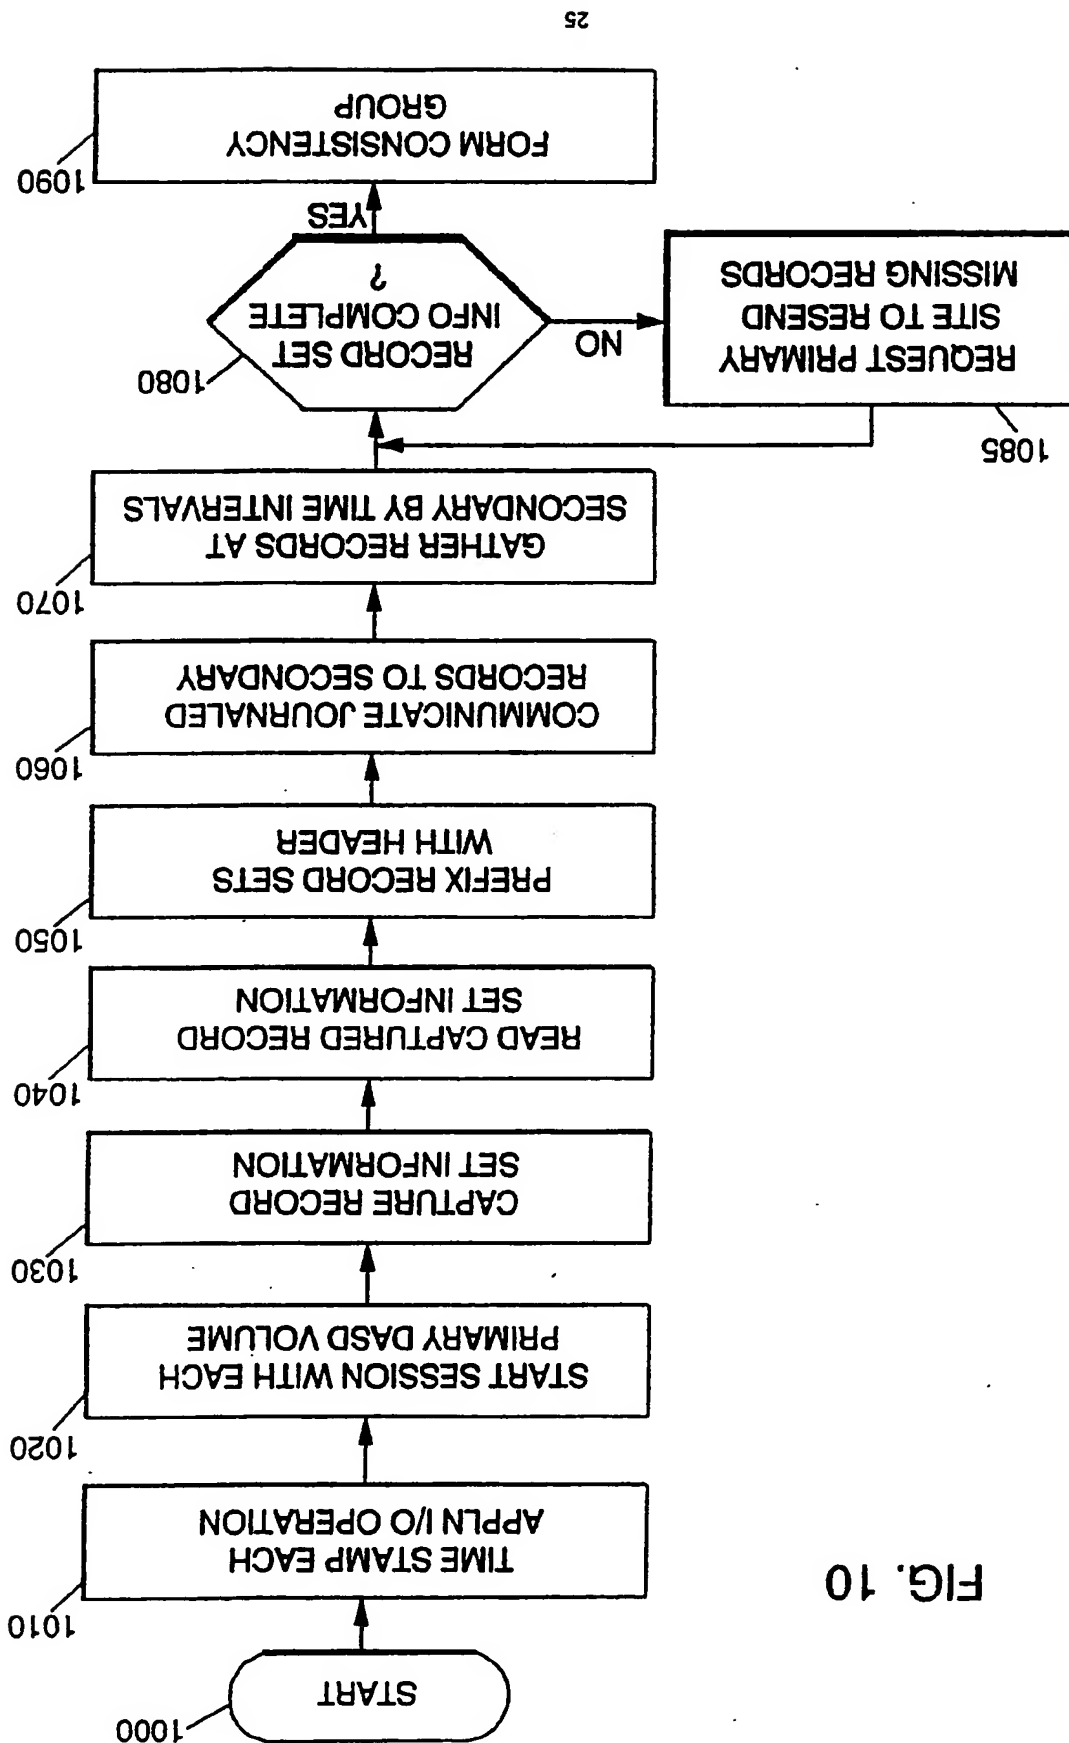 FIG. 10
START
1000
TIME STAMP EACH
APPLN I/O OPERATION
1010
START SESSION WITH EACH
PRIMARY DASD VOLUME
1020
CAPTURE RECORD
SET INFORMATION
1030
READ CAPTURED RECORD
SET INFORMATION
1040
PREFIX RECORD SETS
WITH HEADER
1050
COMMUNICATE JOURNALED
RECORDS TO SECONDARY
1060
GATHER RECORDS AT
SECONDARY BY TIME INTERVALS
1070
1085
REQUEST PRIMARY
SITE TO RESEND
MISSING RECORDS
NO
RECORD SET
INFO COMPLETE
?
1080
YES
FORM CONSISTENCY
GROUP
1090
25